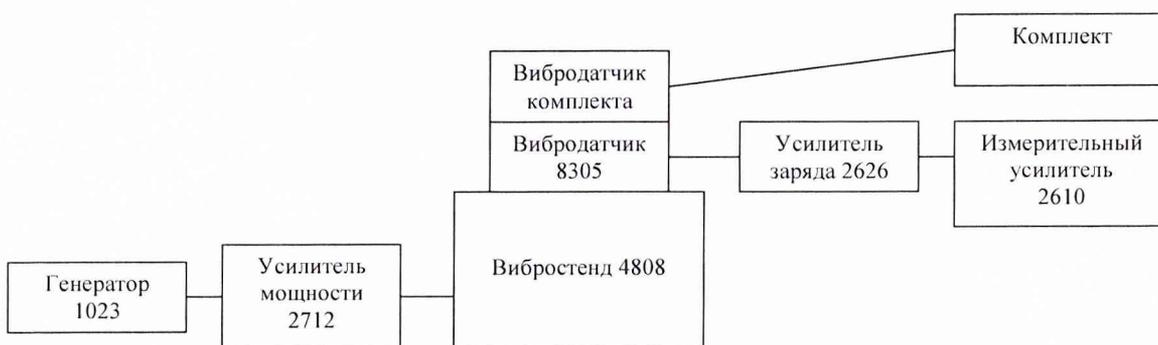 Комплект
Вибродатчик
комплекта
Вибродатчик
8305
Усилитель
заряда 2626
Измерительный
усилитель
2610
Вибростенд 4808
Генератор
1023
Усилитель
мощности
2712